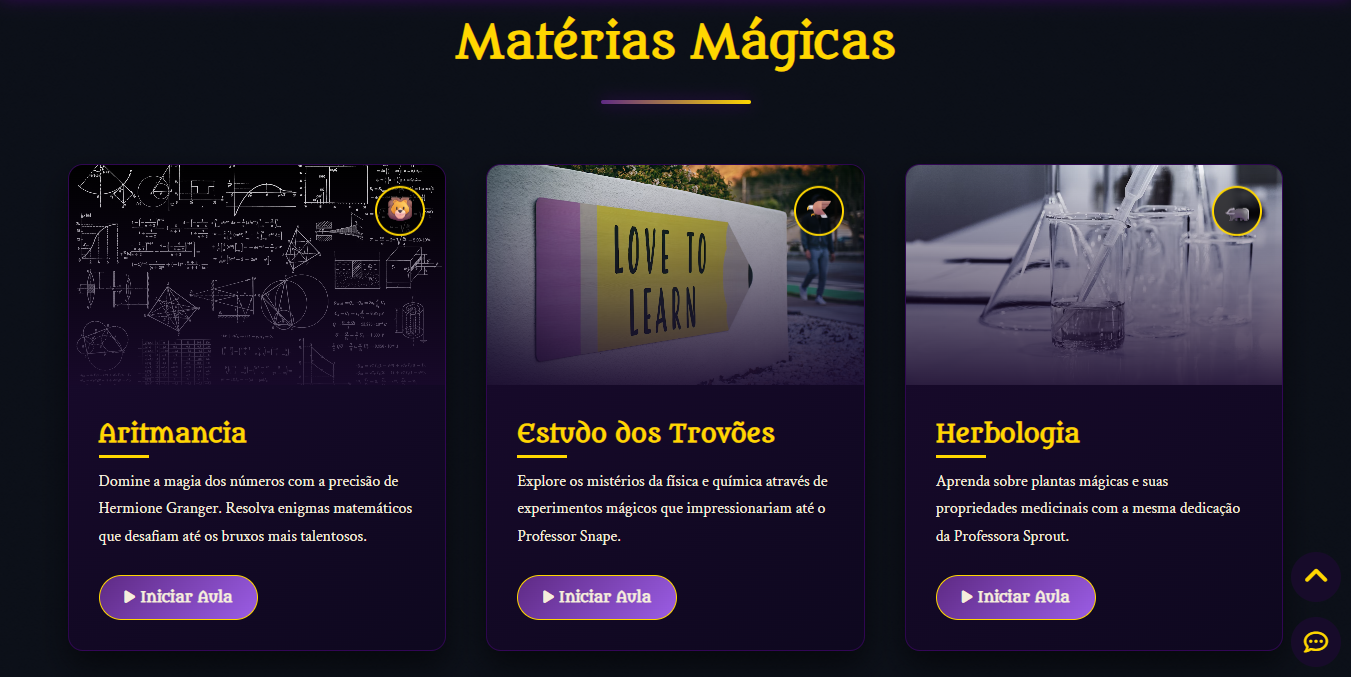 Matérias Mágicas
LOVE TO
LEARN
Aritmancia
Domine a magia dos números com a precisão de
Hermione Granger. Resolva enigmas matemáticos
que desafiam até os bruxos mais talentosos.
Iniciar Aula
Estudo dos Trovões
Explore os mistérios da física e química através de
experimentos mágicos que impressionariam até o
Professor Snape.
Iniciar Aula
Herbologia
Aprenda sobre plantas mágicas e suas
propriedades medicinais com a mesma dedicação
da Professora Sprout.
Iniciar Aula